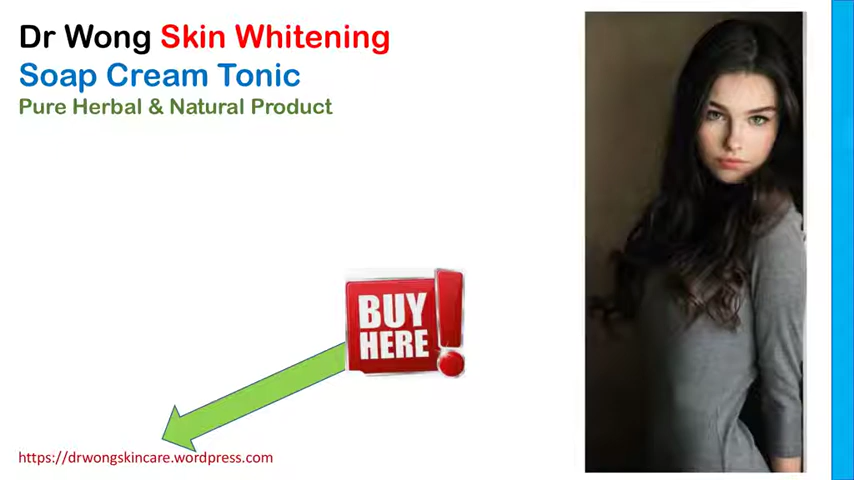 Dr Wong Skin Whitening
Soap Cream Tonic
Pure Herbal & Natural Product
BUY
HERE
https://drwongskincare.wordpress.com